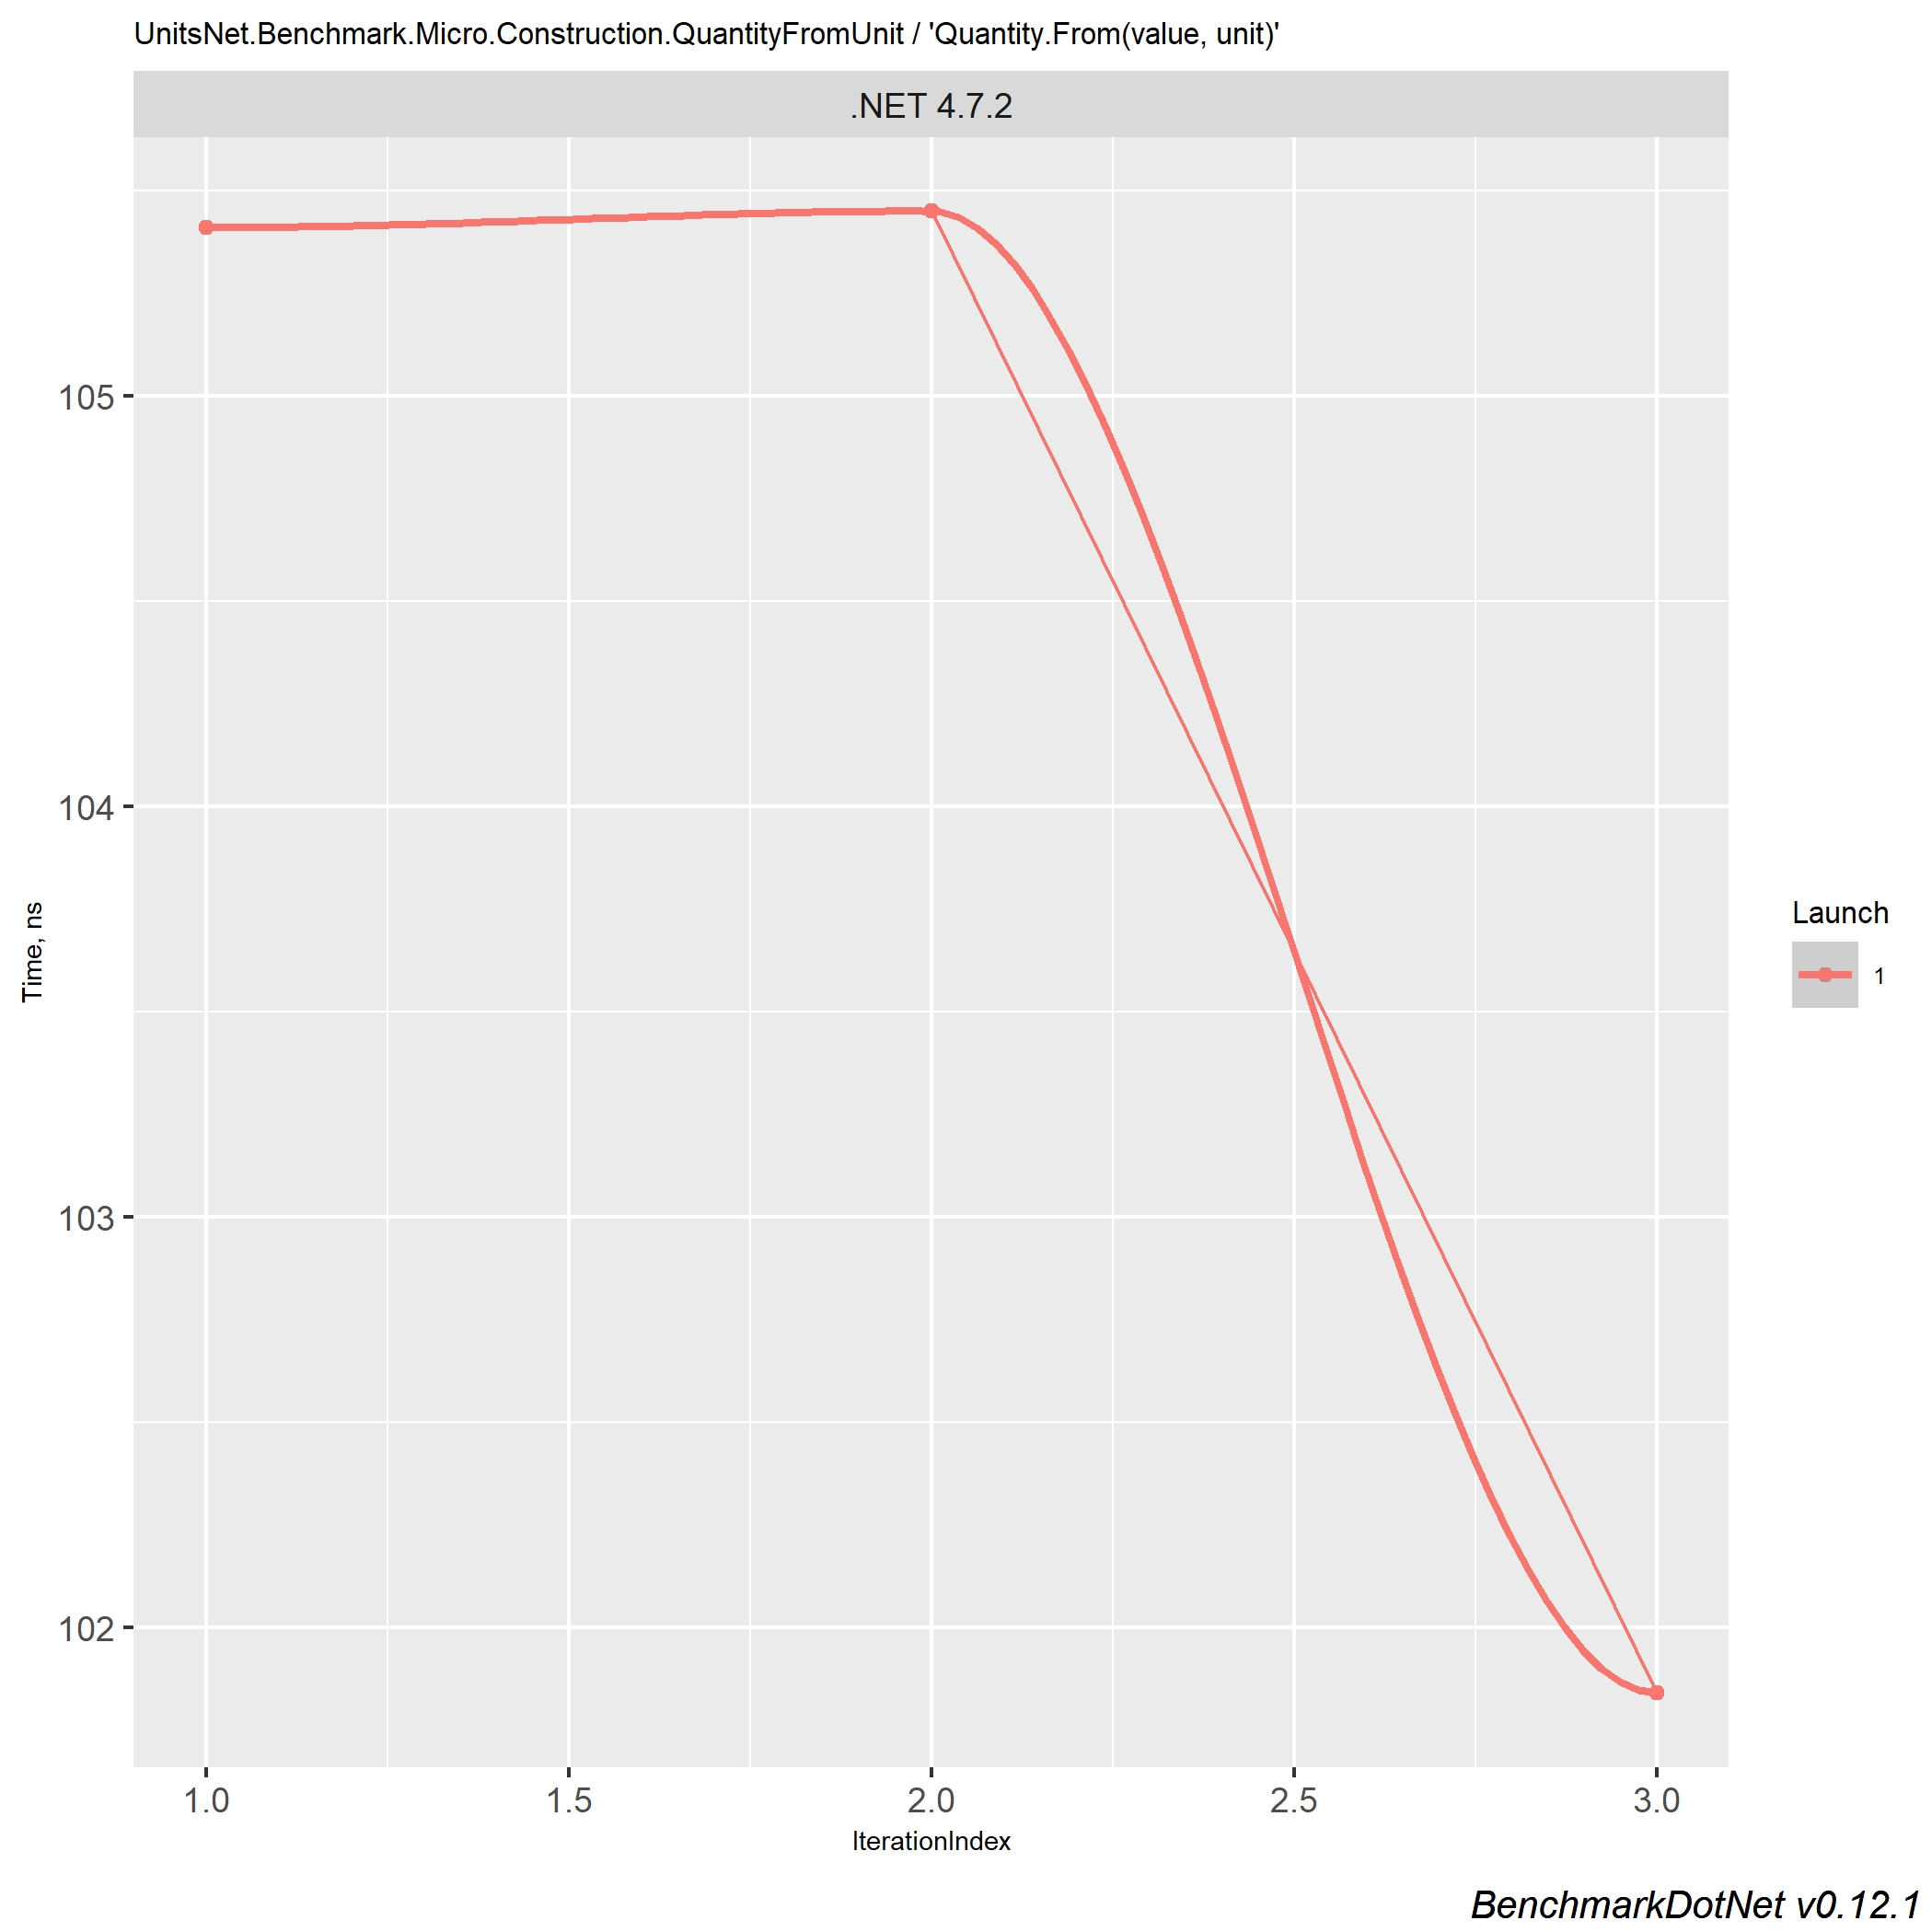 UnitsNet.Benchmark.Micro.Construction.QuantityFromUnit / 'Quantity.From(value, unit)'
.NET 4.7.2
105
104
103
102
Time, ns
1.0 1.5 2.0 2.5 3.0
IterationIndex
Launch
1
BenchmarkDotNet v0.12.1